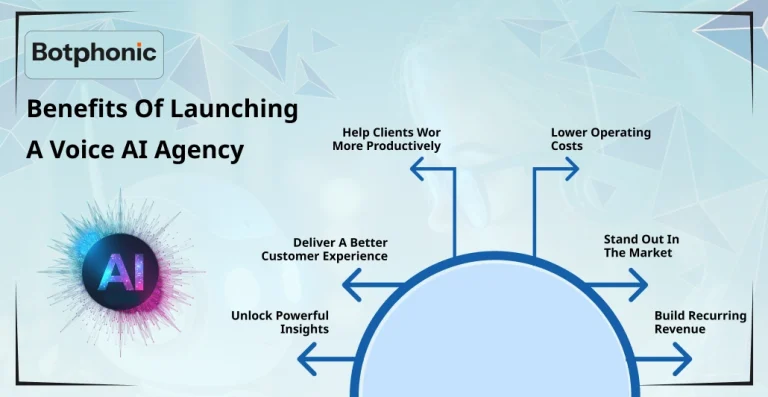 Botphonic
Benefits Of Launching
A Voice AI Agency
AI
Help Clients Wor
More Productively
Lower Operating
Costs
Deliver A Better
Customer Experience
Stand Out In
The Market
Unlock Powerful
Insights
Build Recurring
Revenue